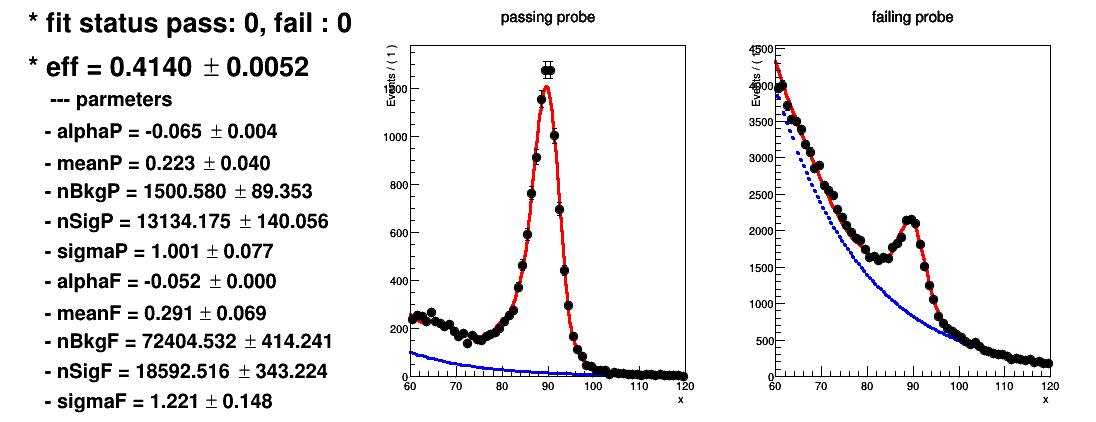 * fit status pass: 0, fail : 0
* eff = 0.4140 ± 0.0052
--- parmeters
- alphaP = -0.065 ± 0.004
- meanP = 0.223 ± 0.040
- nBkgP = 1500.580 ± 89.353
- nSigP = 13134.175 ± 140.056
- sigmaP = 1.001 ± 0.077
- alphaF = -0.052 ± 0.000
- meanF = 0.291 ± 0.069
- nBkgF = 72404.532 ± 414.241
- nSigF = 18592.516 ± 343.224
- sigmaF = 1.221 ± 0.148
passing probe
Events / ( 1 )
1200
1000
800
600
400
200
0
60 70 80 90 100 110 120
x
failing probe
Events / ( 1 )
4500
4000
3500
3000
2500
2000
1500
1000
500
0
60 70 80 90 100 110 120
x